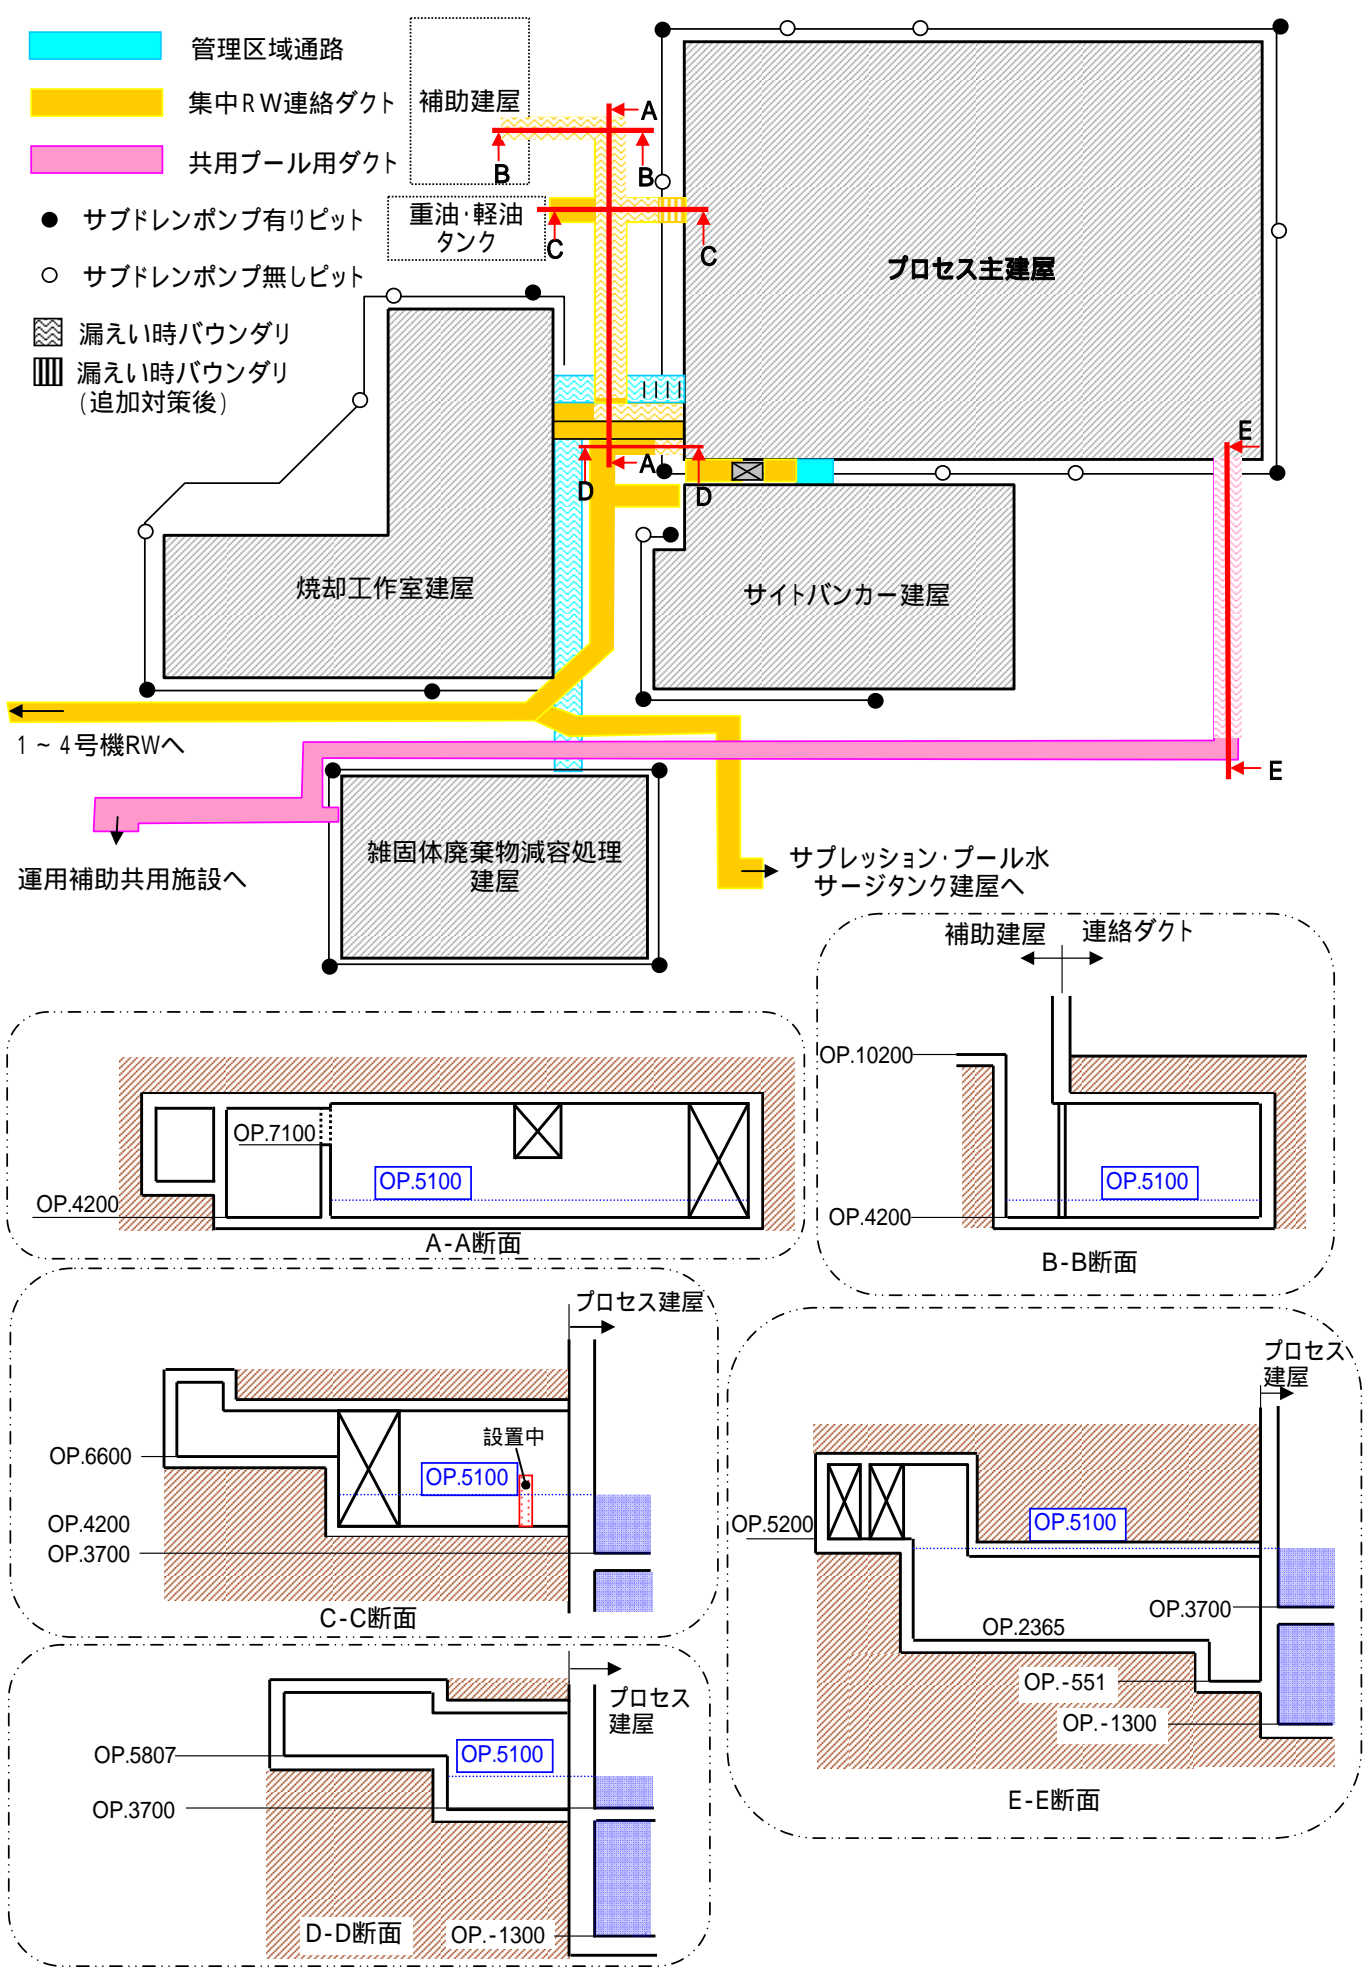 管理区域通路
集中RW連絡ダクト
共用プール用ダクト
サブドレンポンプ有りピット
サブドレンポンプ無しピット
漏えい時バウンダリ
漏えい時バウンダリ
(追加対策後)
補助建屋
重油・軽油
タンク
A
B
B
C
C
プロセス主建屋
A
D
D
E
焼却工作室建屋
サイトバンカー建屋
1~4号機RWへ
E
運用補助共用施設へ
雑固体廃棄物減容処理
建屋
サプレッション・プール水
サージタンク建屋へ
補助建屋
連絡ダクト
OP.10200
OP.5100
OP.4200
B-B断面
OP.7100
OP.5100
OP.4200
A-A断面
プロセス建屋
設置中
OP.6600
OP.5100
OP.4200
OP.3700
C-C断面
プロセス
建屋
OP.5200
OP.5100
OP.3700
OP.2365
OP.-551
OP.-1300
E-E断面
プロセス
建屋
OP.5807
OP.5100
OP.3700
D-D断面
OP.-1300